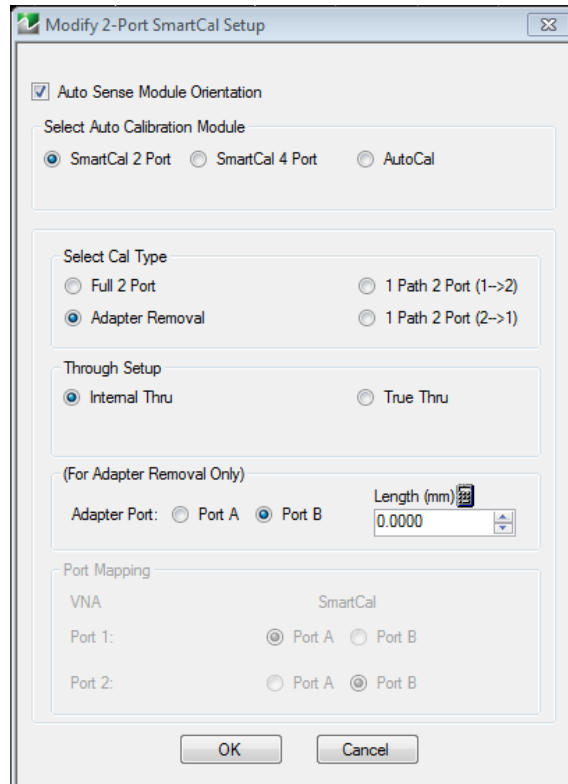 Modify 2-Port SmartCal Setup
Auto Sense Module Orientation
Select Auto Calibration Module
SmartCal 2 Port SmartCal 4 Port AutoCal
Select Cal Type
Full 2 Port 1 Path 2 Port (1-->2)
Adapter Removal 1 Path 2 Port (2-->1)
Through Setup
Internal Thru True Thru
(For Adapter Removal Only)
Length (mm)
Adapter Port: Port A Port B 0.0000
Port Mapping
VNA SmartCal
Port 1: Port A Port B
Port 2: Port A Port B
OK Cancel